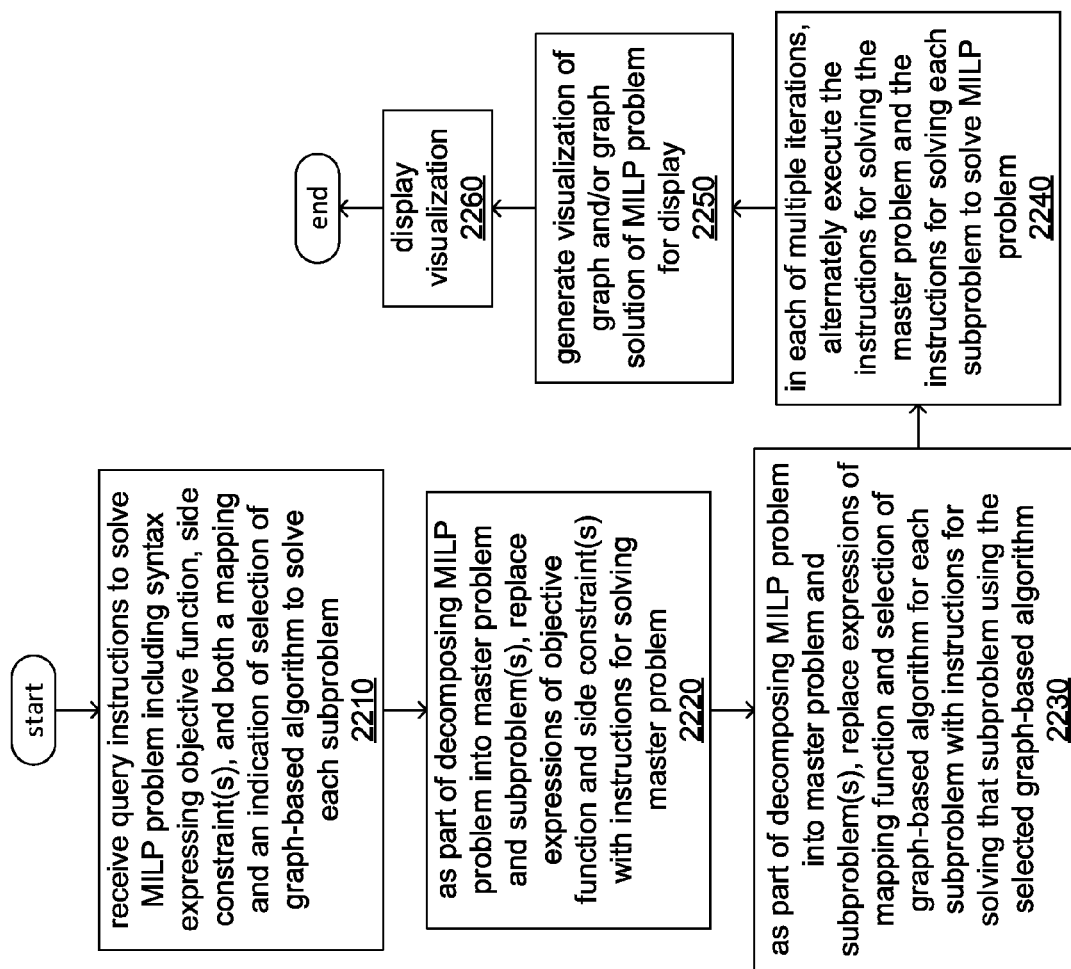 start
receive query instructions to solve
MILP problem including syntax
expressing objective function, side
constraint(s), and both a mapping
and an indication of selection of
graph-based algorithm to solve
each subproblem
2210
as part of decomposing MILP
problem into master problem
and subproblem(s), replace
expressions of objective
function and side constraint(s)
with instructions for solving
master problem
2220
as part of decomposing MILP problem
into master problem and
subproblem(s), replace expressions of
mapping function and selection of
graph-based algorithm for each
subproblem with instructions for
solving that subproblem using the
selected graph-based algorithm
2230
in each of multiple iterations,
alternately execute the
instructions for solving the
master problem and the
instructions for solving each
subproblem to solve MILP
problem
2240
generate visualization of
graph and/or graph
solution of MILP problem
for display
2250
display
visualization
2260
end